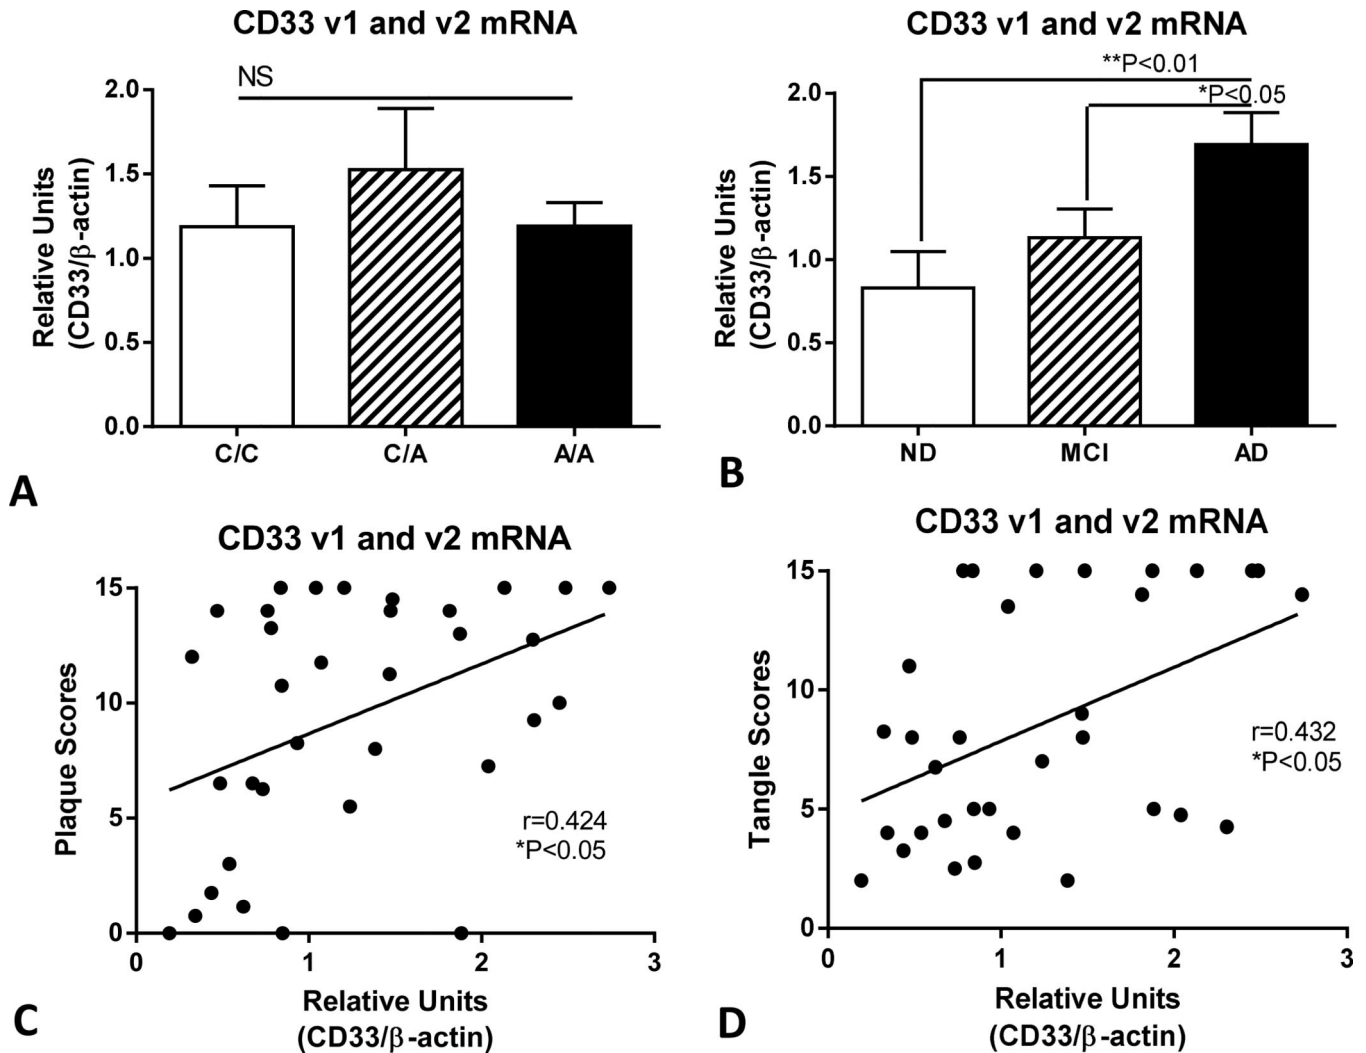 CD33 v1 and v2 mRNA
NS
2.0
1.5
1.0
0.5
0.0
Relative Units
(CD33/β-actin)
C/C
C/A
A/A
A
CD33 v1 and v2 mRNA
**P<0.01
*P<0.05
2.0
1.5
1.0
0.5
0.0
Relative Units
(CD33/β-actin)
ND
MCI
AD
B
CD33 v1 and v2 mRNA
15
10
5
0
Plaque Scores
r=0.424
*P<0.05
0
1
2
3
Relative Units
(CD33/β-actin)
C
CD33 v1 and v2 mRNA
15
10
5
0
Tangle Scores
r=0.432
*P<0.05
0
1
2
3
Relative Units
(CD33/β-actin)
D